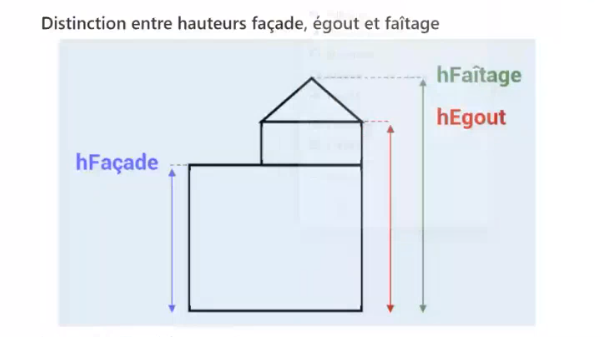 Distinction entre hauteurs façade, égout et faîtage
hFaîtage
hEgout
hFaçade